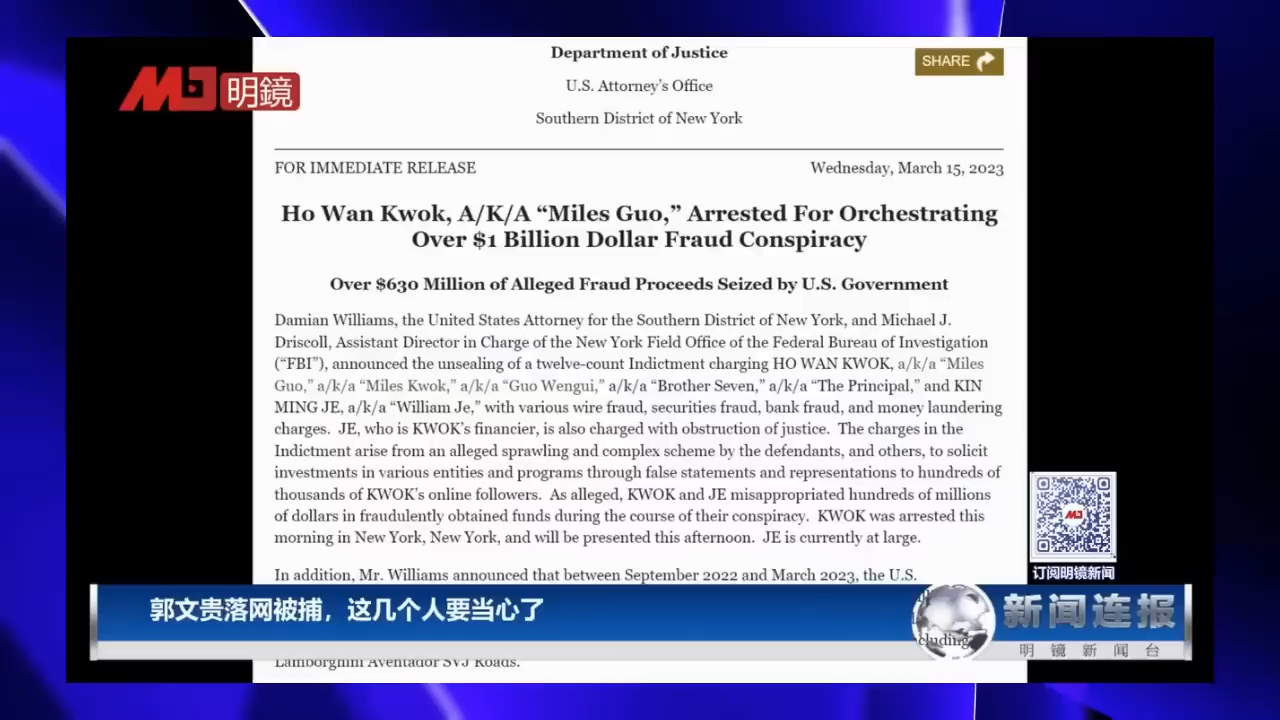 Department of Justice
SHARE
U.S. Attorney's Office
Southern District of New York
明鏡
FOR IMMEDIATE RELEASE
Wednesday, March 15, 2023
Ho Wan Kwok, A/K/A “Miles Guo,” Arrested For Orchestrating
Over $1 Billion Dollar Fraud Conspiracy
Over $630 Million of Alleged Fraud Proceeds Seized by U.S. Government
Damian Williams, the United States Attorney for the Southern District of New York, and Michael J.
Driscoll, Assistant Director in Charge of the New York Field Office of the Federal Bureau of Investigation
(“FBI”), announced the unsealing of a twelve-count Indictment charging HO WAN KWOK, a/k/a “Miles
Guo,” a/k/a “Miles Kwok,” a/k/a “Guo Wengui,” a/k/a “Brother Seven,” a/k/a “The Principal,” and KIN
MING JE, a/k/a “William Je,” with various wire fraud, securities fraud, bank fraud, and money laundering
charges.  JE, who is KWOK’s financier, is also charged with obstruction of justice.  The charges in the
Indictment arise from an alleged sprawling and complex scheme by the defendants, and others, to solicit
investments in various entities and programs through false statements and representations to hundreds of
thousands of KWOK’s online followers.  As alleged, KWOK and JE misappropriated hundreds of millions
of dollars in fraudulently obtained funds during the course of their conspiracy.  KWOK was arrested this
morning in New York, New York, and will be presented this afternoon.  JE is currently at large.
In addition, Mr. Williams announced that between September 2022 and March 2023, the U.S.
订阅明镜新闻
郭文贵落网被捕，这几个人要当心了
新闻连报
明镜新闻台
Lamborghini Aventador SVJ Roads.